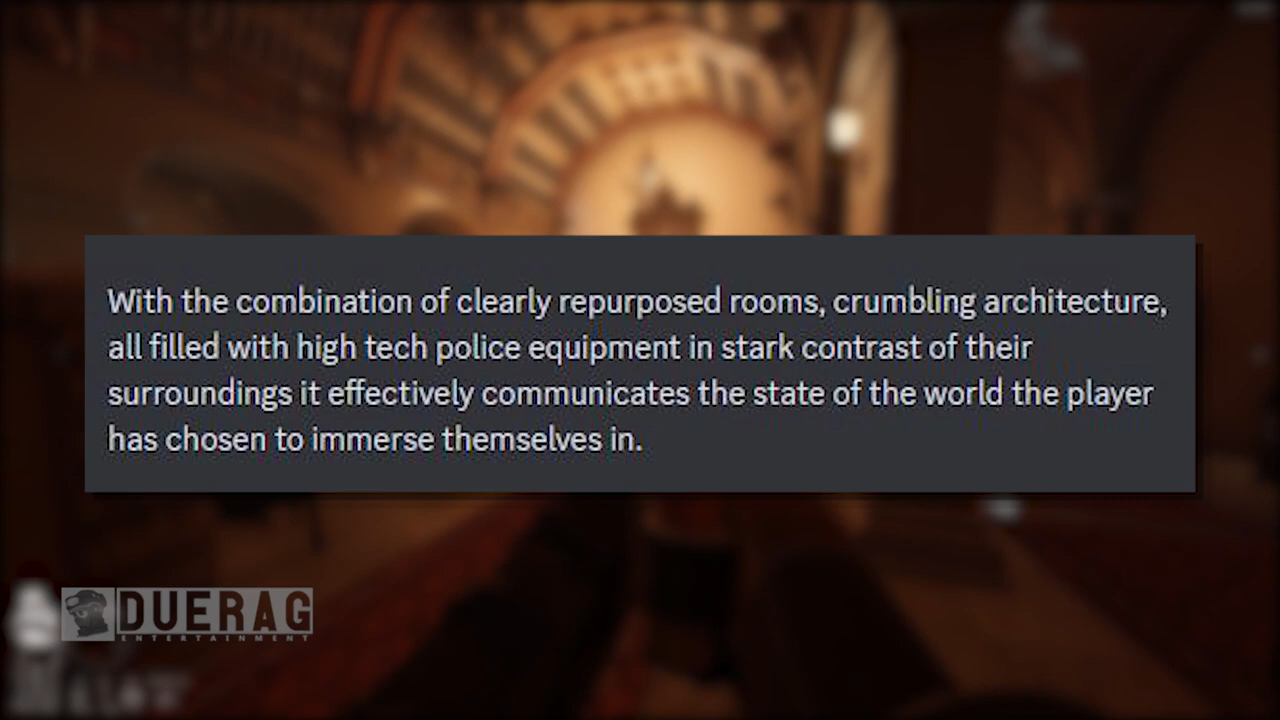 With the combination of clearly repurposed rooms, crumbling architecture,
all filled with high tech police equipment in stark contrast of their
surroundings it effectively communicates the state of the world the player
has chosen to immerse themselves in.
DUERAG
ENTERTAINMENT